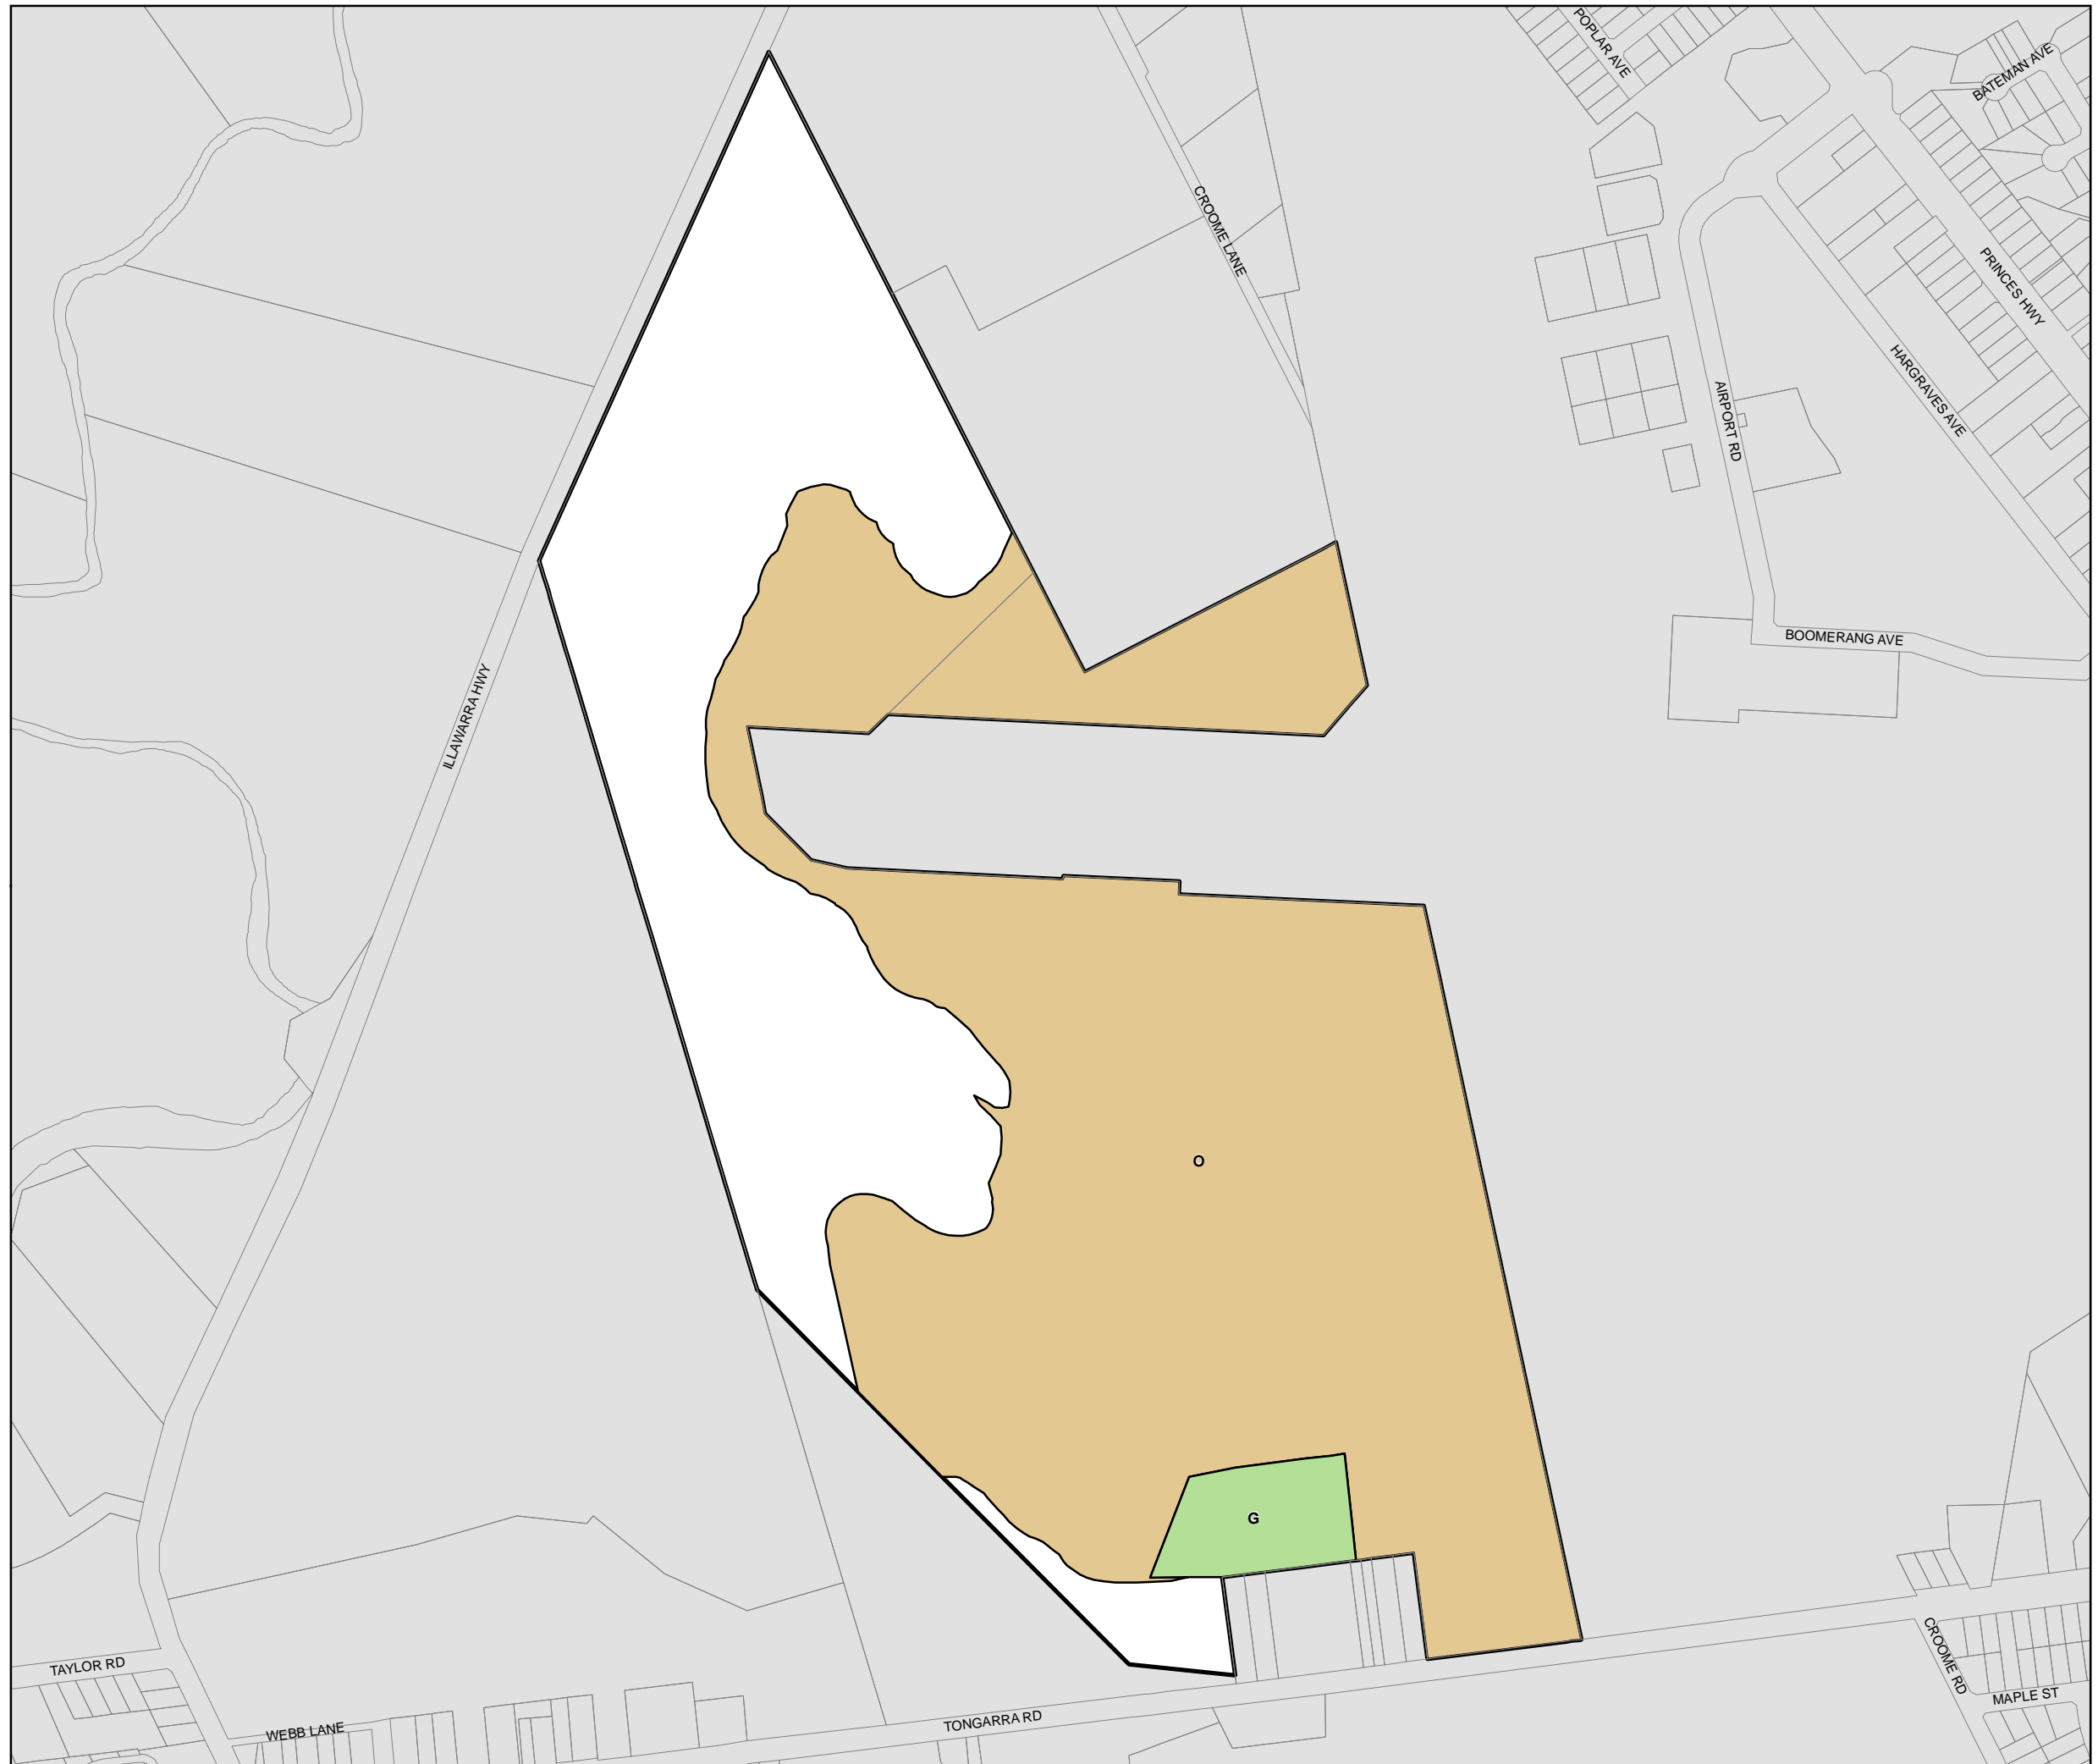 POPLAR AVE
BATEMAN AVE
CROOME LANE
PRINCES HWY
HARGRAVES AVE
AIRPORT RD
BOOMERANG AVE
ILLAWARRA HWY
O
G
CROOME RD
TAYLOR RD
MAPLE ST
TONGARRA RD
WEBB LANE